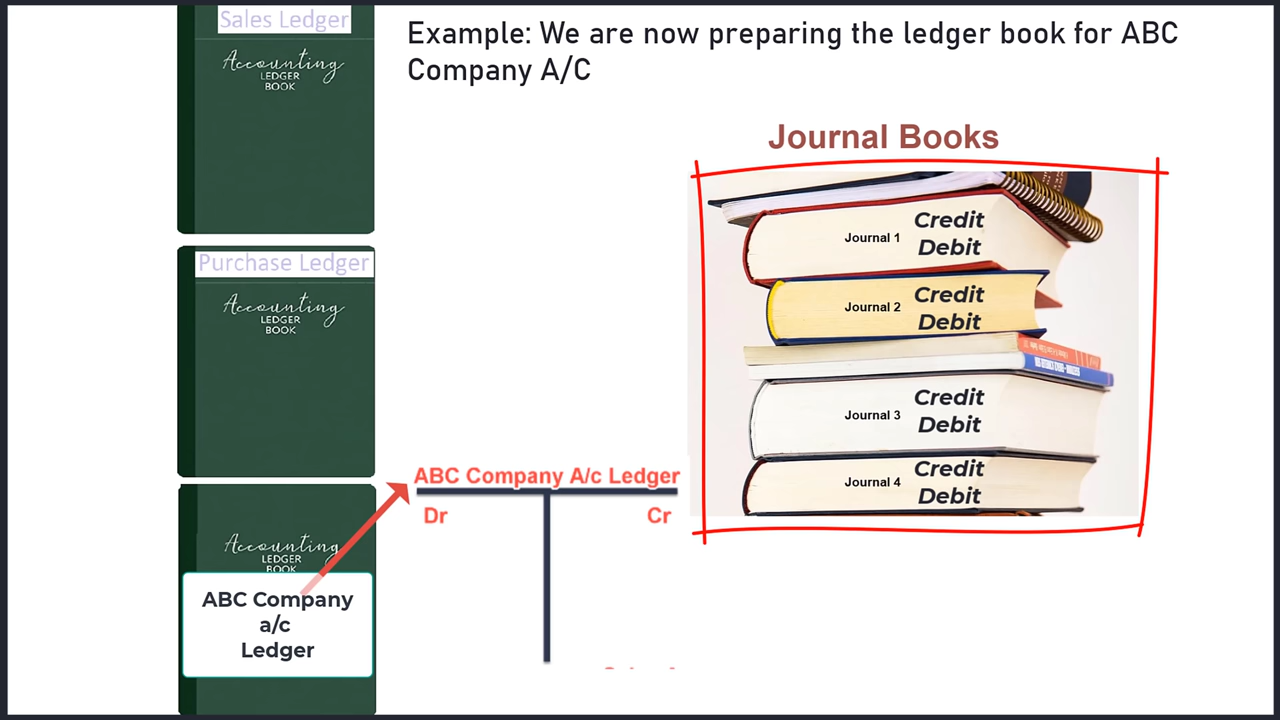 Sales Ledger
Accounting
LEDGER
BOOK
Example: We are now preparing the ledger book for ABC
Company A/C
Journal Books
Journal 1
Credit
Debit
Journal 2
Credit
Debit
Journal 3
Credit
Debit
Journal 4
Credit
Debit
Purchase Ledger
Accounting
LEDGER
BOOK
ABC Company A/c Ledger
Dr
Cr
Accounting
LEDGER
BOOK
ABC Company
a/c
Ledger